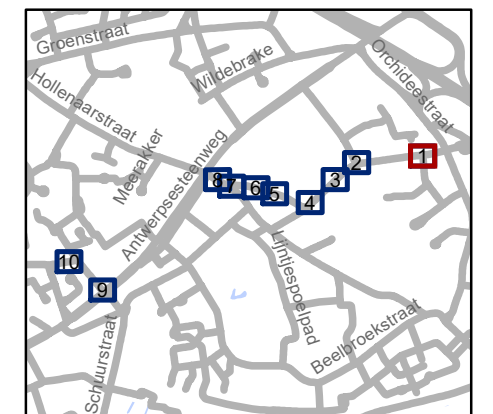 Groenstraat
Wildebrake
Orchideestraat
Hollenaarstraat
Meerakker
Antwerpsesteenweg
1
2
3
4
5
6
7
8
9
10
Lijntjespoelpad
Beelbroekstraat
Schuurstraat